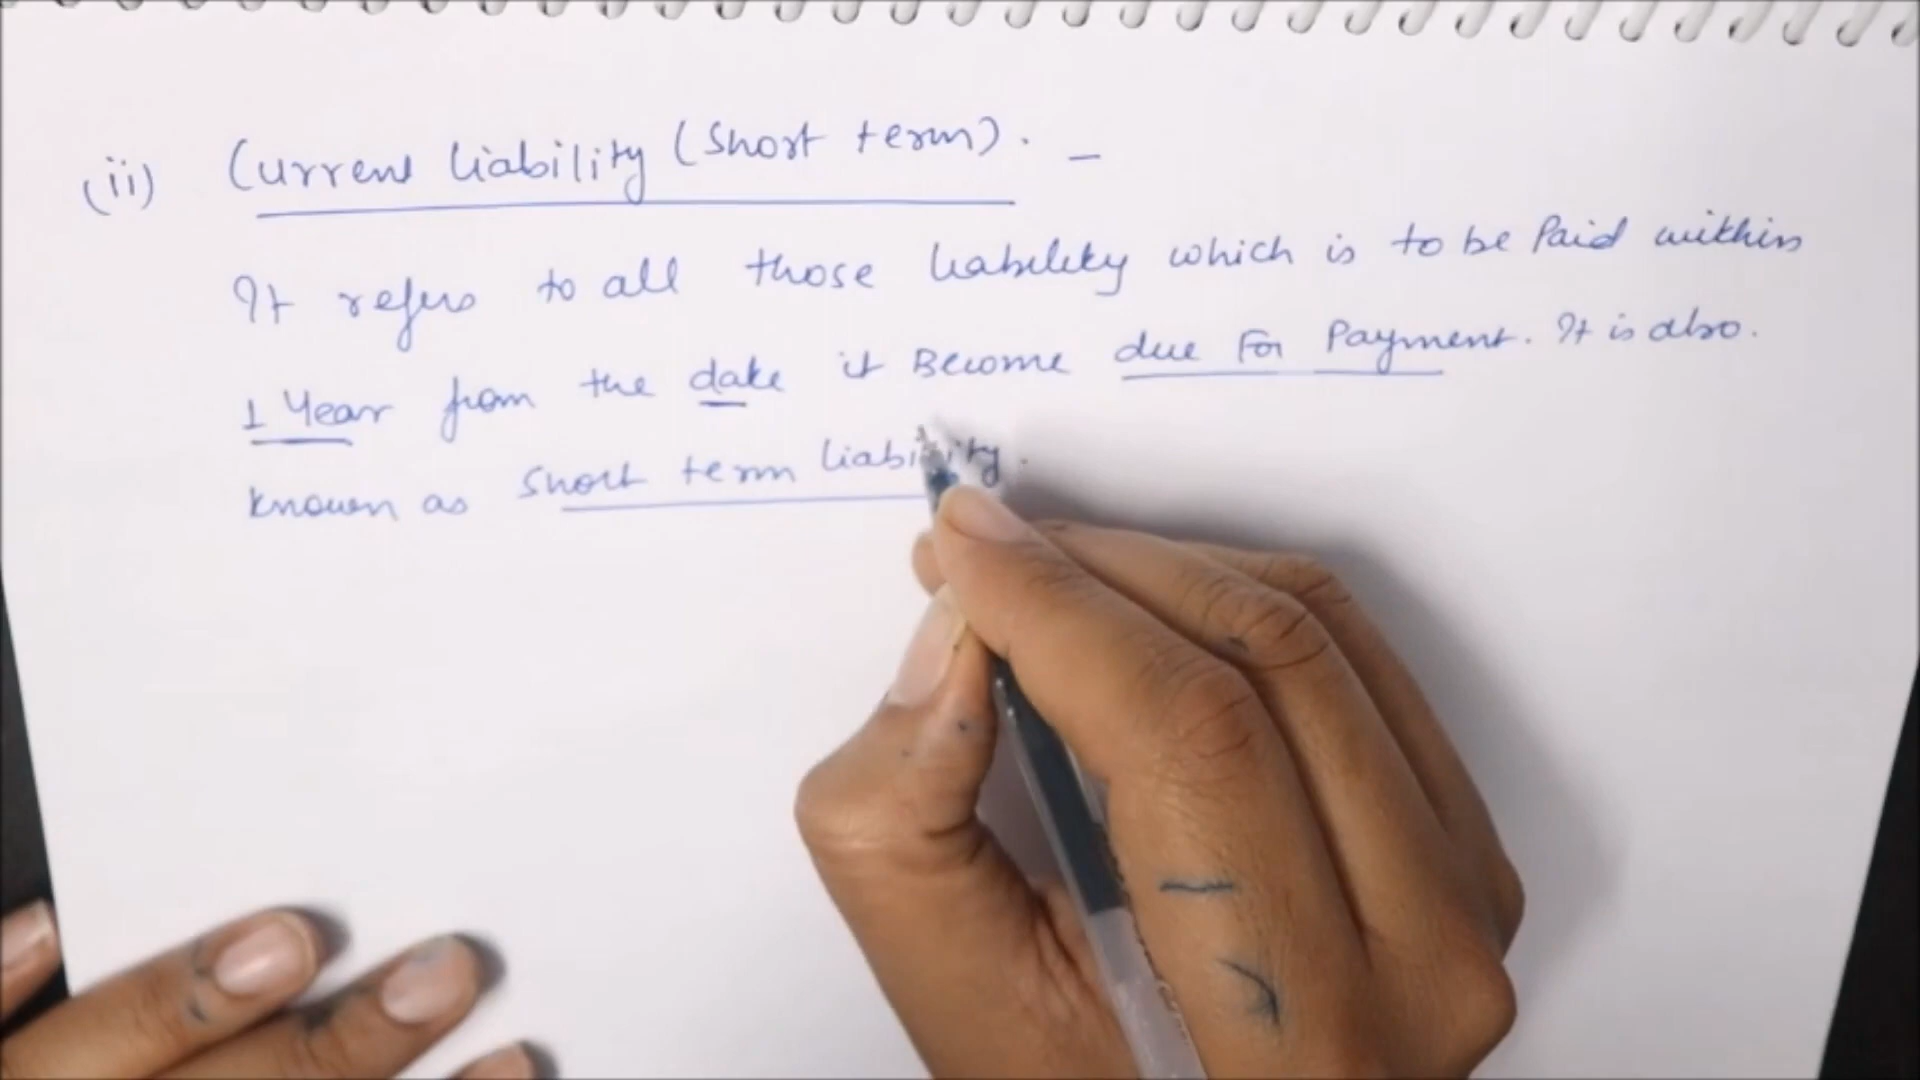 (ii) Current liability (Short term). -
It refers to all those liability which is to be Paid within
1 Year from the date it Become due For Payment. It is also.
known as Short term liability.